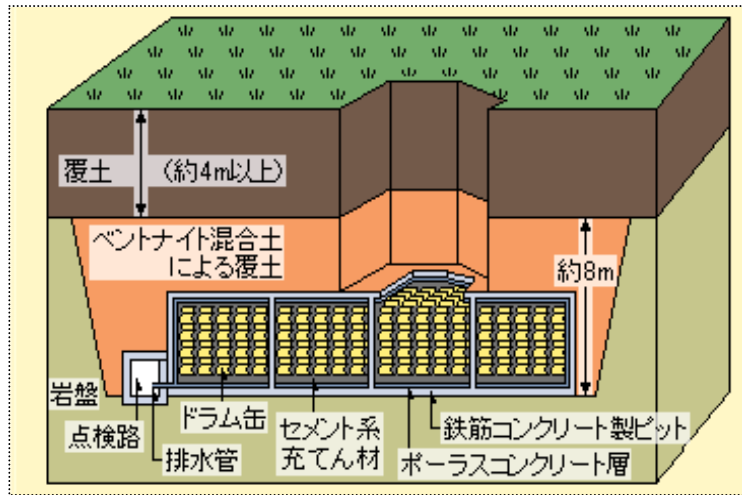 覆土 (約4m以上)
ベントナイト混合土
による覆土
約8m
岩盤
点検路
排水管
ドラム缶
セメント系
充てん材
鉄筋コンクリート製ピット
ポーラスコンクリート層